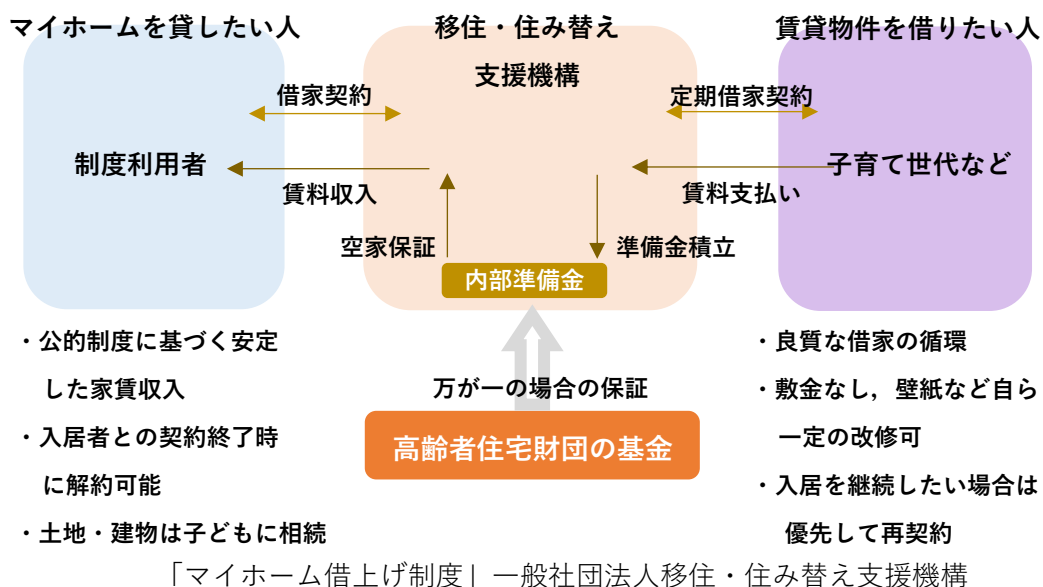 マイホームを貸したい人
移住・住み替え
支援機構
賃貸物件を借りたい人
借家契約
定期借家契約
制度利用者
子育て世代など
賃料収入
賃料支払い
空家保証
準備金積立
内部準備金
・公的制度に基づく安定
した家賃収入
・入居者との契約終了時
に解約可能
・土地・建物は子どもに相続
万が一の場合の保証
高齢者住宅財団の基金
・良質な借家の循環
・敷金なし，壁紙など自ら
一定の改修可
・入居を継続したい場合は
優先して再契約
「マイホーム借上げ制度」一般社団法人移住・住み替え支援機構